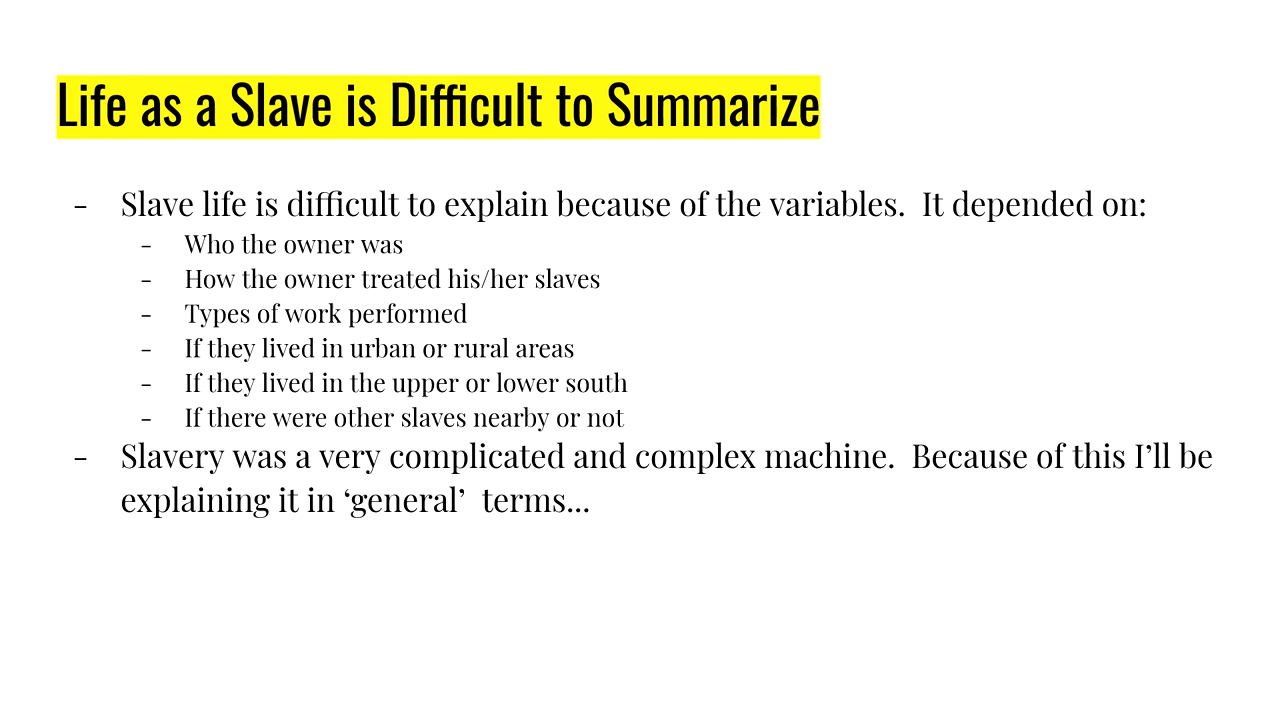 Life as a Slave is Difficult to Summarize
- Slave life is difficult to explain because of the variables.  It depended on:
- Who the owner was
- How the owner treated his/her slaves
- Types of work performed
- If they lived in urban or rural areas
- If they lived in the upper or lower south
- If there were other slaves nearby or not
- Slavery was a very complicated and complex machine.  Because of this I’ll be
explaining it in ‘general’  terms...